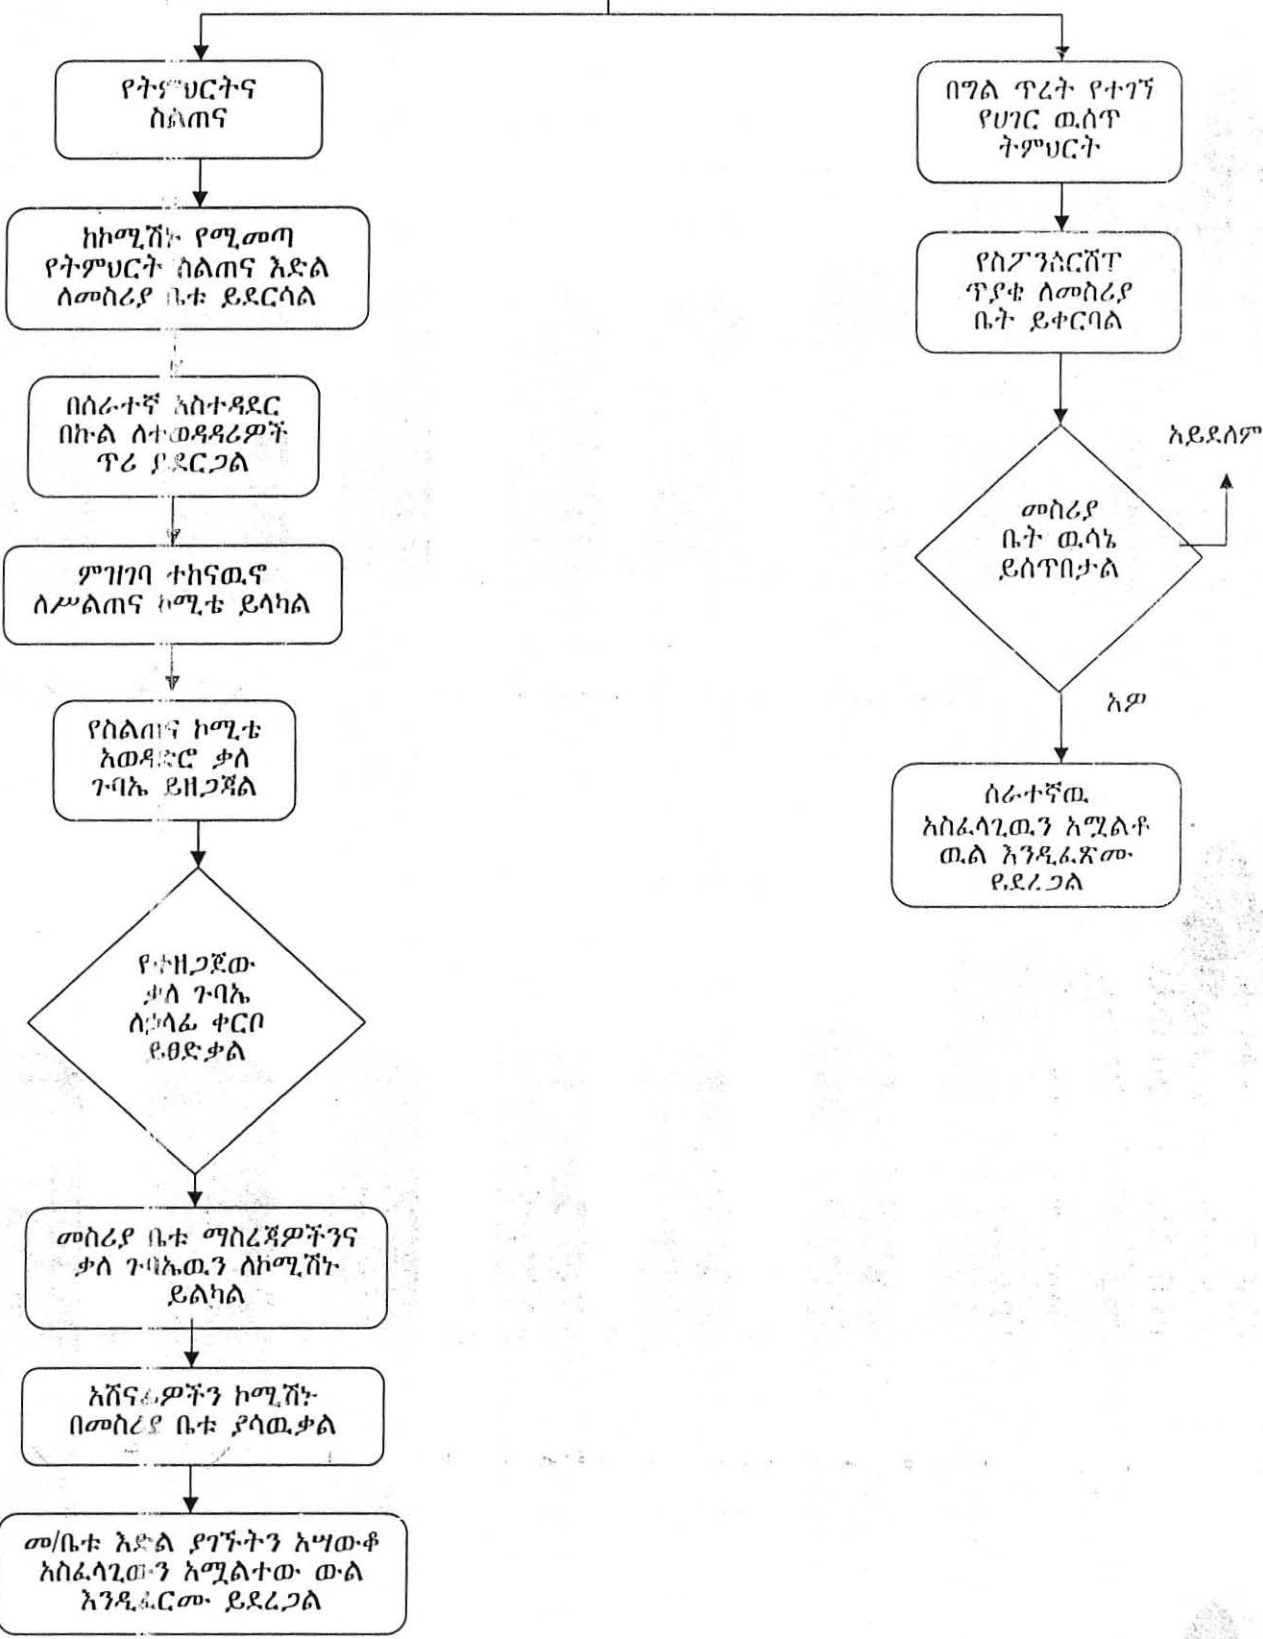 የትምህርትና
ስልጠና
ከኮሚሽኑ የሚመጣ
የትምህርት ስልጠና እድል
ለመስሪያ ቤቱ ይደርሳል
በሰራተኛ አስተዳደር
በኩል ለተወዳዳሪዎች
ጥሪ ያደርጋል
ምዝገባ ተከናዉኖ
ለሥልጠና ኮሚቴ ይላካል
የስልጠና ኮሚቴ
አወዳድሮ ቃለ
ጉባኤ ይዘጋጃል
የተዘጋጀው
ቃለ ጉባኤ
ለኃላፊ ቀርቦ
ይፀድቃል
መስሪያ ቤቱ ማስረጃዎችንና
ቃለ ጉባኤዉን ለኮሚሽኑ
ይልካል
አሸናፊዎችን ኮሚሽኑ
በመስሪያ ቤቱ ያሳዉቃል
መ/ቤቱ እድል ያገኙትን አሣውቆ
አስፈላጊውን አሟልተው ውል
እንዲፈርሙ ይደረጋል
በግል ጥረት የተገኘ
የሀገር ዉስጥ
ትምህርት
የስፖንሰርሽፐ
ጥያቄ ለመስሪያ
ቤት ይቀርባል
አይደለም
መስሪያ
ቤት ዉሳኔ
ይሰጥበታል
አዎ
ሰራተኛዉ
አስፈላጊዉን አሟልቶ
ዉል እንዲፈጽሙ
ይደረጋል